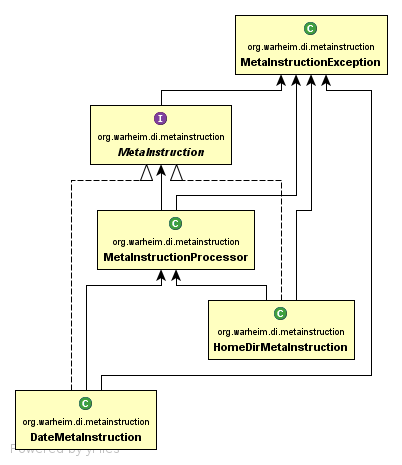 C
org.warheim.di.metainstruction
MetaInstructionException
I
org.warheim.di.metainstruction
MetaInstruction
C
org.warheim.di.metainstruction
MetaInstructionProcessor
C
org.warheim.di.metainstruction
HomeDirMetaInstruction
C
org.warheim.di.metainstruction
DateMetaInstruction
Powered by yFiles